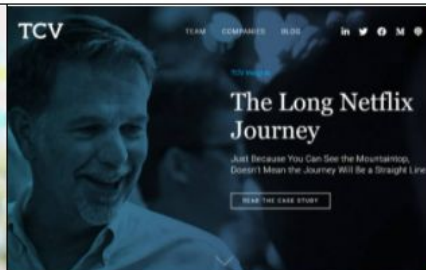 TCV
TEAM COMPANIES BLOG
The Long Netflix
Journey
Just Because You Can See the Mountaintop,
Doesn't Mean the Journey Will Be a Straight Line
READ THE CASE STUDY